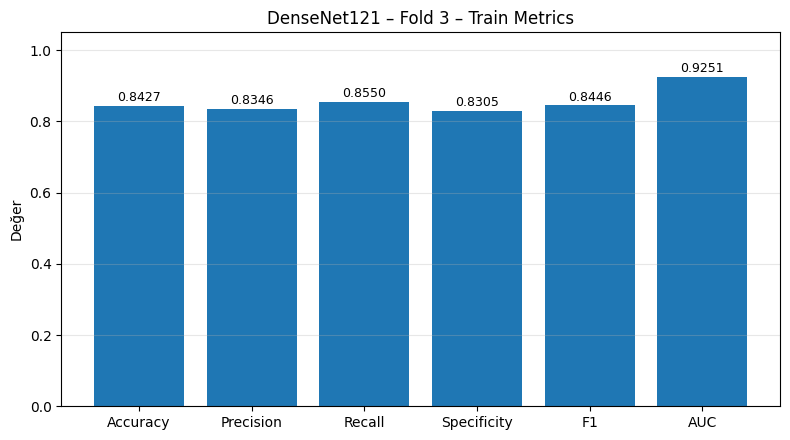 DenseNet121 – Fold 3 – Train Metrics
Değer
1.0
0.8
0.6
0.4
0.2
0.0
0.8427
0.8346
0.8550
0.8305
0.8446
0.9251
Accuracy
Precision
Recall
Specificity
F1
AUC